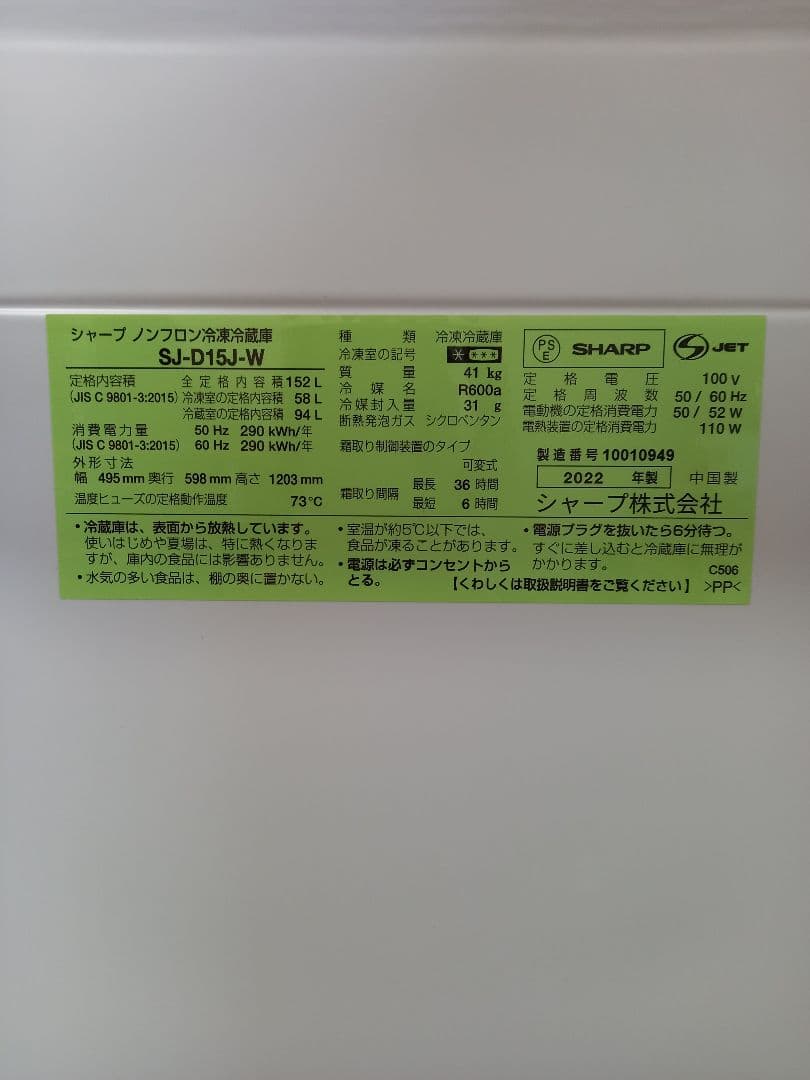 シャープ ノンフロン冷凍冷蔵庫
SJ-D15J-W
定格内容積 全定格内容積 152 L
(JIS C 9801-3:2015) 冷凍室の定格内容積 58 L
冷蔵室の定格内容積 94 L
消費電力量 50 Hz 290 kWh/年
(JIS C 9801-3:2015) 60 Hz 290 kWh/年
外形寸法
幅 495 mm 奥行 598 mm 高さ 1203 mm
温度ヒューズの定格動作温度 73℃
種類 冷凍冷蔵庫
冷凍室の記号 * ***
質量 41 kg
冷媒名 R600a
冷媒封入量 31 g
断熱発泡ガス シクロペンタン
霜取り制御装置のタイプ
可変式
霜取り間隔 最長 36 時間
最短 6 時間
PS E SHARP S JET
定格電圧 100 V
定格周波数 50 / 60 Hz
電動機の定格消費電力 50 / 52 W
電熱装置の定格消費電力 110 W
製造番号 10010949
2022 年製 中国製
シャープ株式会社
・冷蔵庫は、表面から放熱しています。
使いはじめや夏場は、特に熱くなりま
すが、庫内の食品には影響ありません。
・水気の多い食品は、棚の奥に置かない。
・室温が約5℃以下では、
食品が凍ることがあります。
・電源は必ずコンセントから
とる。
・電源プラグを抜いたら6分待つ。
すぐに差し込むと冷蔵庫に無理が
かかります。
C506
【くわしくは取扱説明書をご覧ください】 >PP<